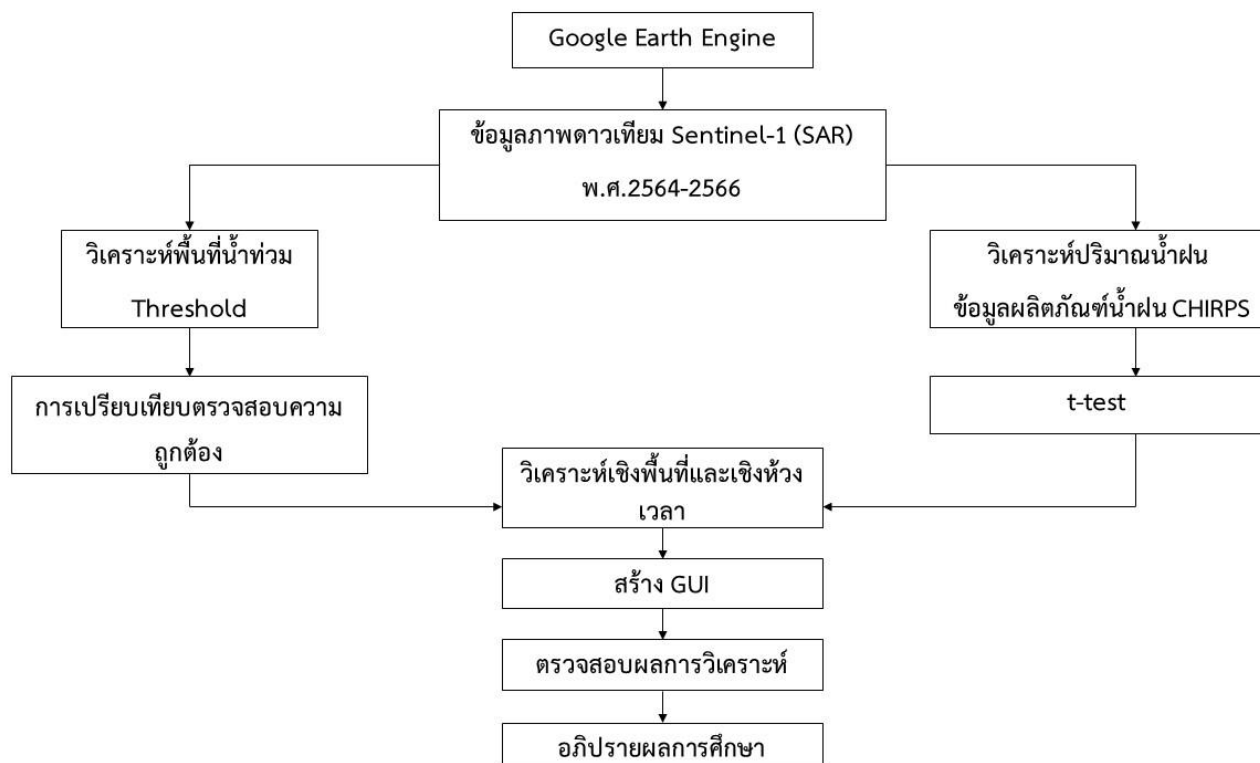 Google Earth Engine
ข้อมูลภาพดาวเทียม Sentinel-1 (SAR)
พ.ศ.2564-2566
วิเคราะห์พื้นที่น้ำท่วม
Threshold
วิเคราะห์ปริมาณน้ำฝน
ข้อมูลผลิตภัณฑ์น้ำฝน CHIRPS
การเปรียบเทียบตรวจสอบความ
ถูกต้อง
t-test
วิเคราะห์เชิงพื้นที่และเชิงห้วง
เวลา
สร้าง GUI
ตรวจสอบผลการวิเคราะห์
อภิปรายผลการศึกษา